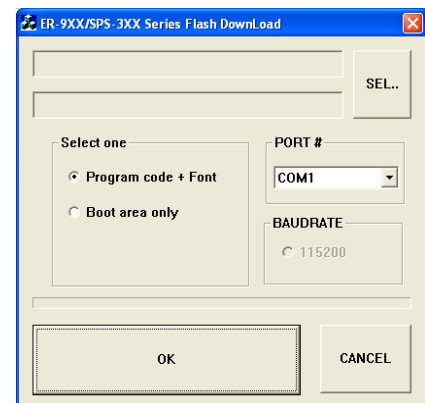 ER-9XX/SPS-3XX Series Flash DownLoad
SEL..
Select one
Program code + Font
Boot area only
PORT #
COM1
BAUDRATE
115200
OK
CANCEL